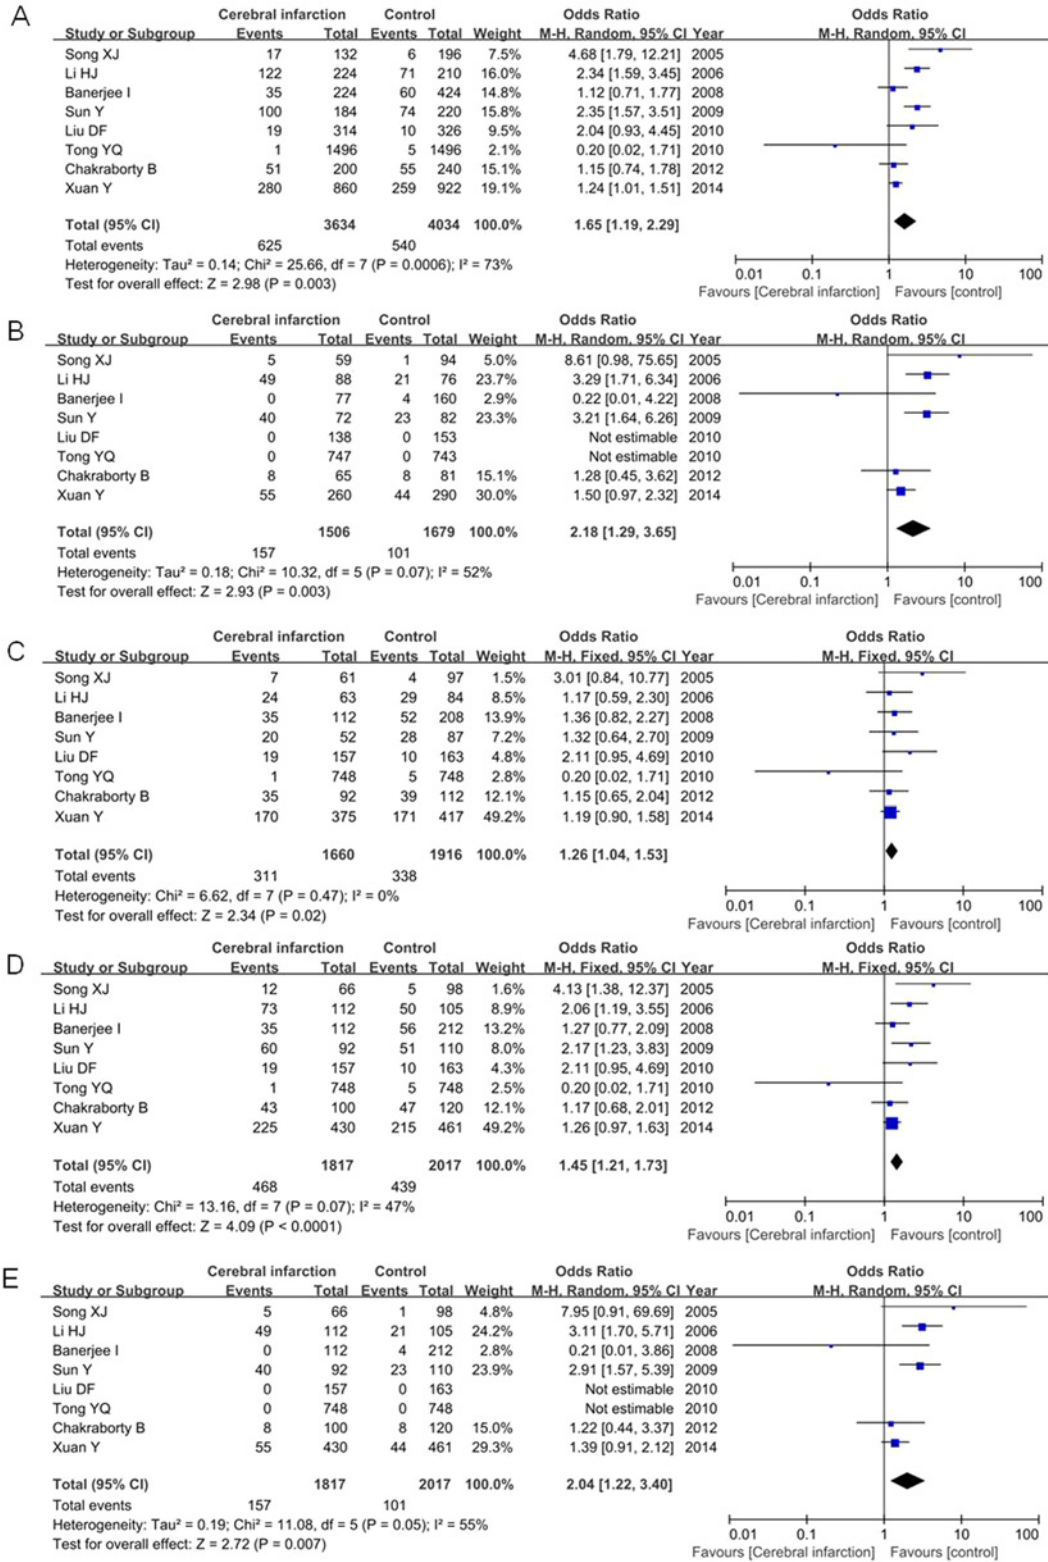 A
Cerebral infarction Control Odds Ratio Odds Ratio
Study or Subgroup Events Total Events Total Weight M-H, Random, 95% CI Year M-H, Random, 95% CI
Song XJ 17 132 6 196 7.5% 4.68 [1.79, 12.21] 2005
Li HJ 122 224 71 210 16.0% 2.34 [1.59, 3.45] 2006
Banerjee I 35 224 60 424 14.8% 1.12 [0.71, 1.77] 2008
Sun Y 100 184 74 220 15.8% 2.35 [1.57, 3.51] 2009
Liu DF 19 314 10 326 9.5% 2.04 [0.93, 4.45] 2010
Tong YQ 1 1496 5 1496 2.1% 0.20 [0.02, 1.71] 2010
Chakraborty B 51 200 55 240 15.1% 1.15 [0.74, 1.78] 2012
Xuan Y 280 860 259 922 19.1% 1.24 [1.01, 1.51] 2014
Total (95% CI) 3634 4034 100.0% 1.65 [1.19, 2.29]
Total events 625 540
Heterogeneity: Tau² = 0.14; Chi² = 25.66, df = 7 (P = 0.0006); I² = 73%
Test for overall effect: Z = 2.98 (P = 0.003)
0.01 0.1 1 10 100
Favours [Cerebral infarction] Favours [control]
B
Cerebral infarction Control Odds Ratio Odds Ratio
Study or Subgroup Events Total Events Total Weight M-H, Random, 95% CI Year M-H, Random, 95% CI
Song XJ 5 59 1 94 5.0% 8.61 [0.98, 75.65] 2005
Li HJ 49 88 21 76 23.7% 3.29 [1.71, 6.34] 2006
Banerjee I 0 77 4 160 2.9% 0.22 [0.01, 4.22] 2008
Sun Y 40 72 23 82 23.3% 3.21 [1.64, 6.26] 2009
Liu DF 0 138 0 153 Not estimable 2010
Tong YQ 0 747 0 743 Not estimable 2010
Chakraborty B 8 65 8 81 15.1% 1.28 [0.45, 3.62] 2012
Xuan Y 55 260 44 290 30.0% 1.50 [0.97, 2.32] 2014
Total (95% CI) 1506 1679 100.0% 2.18 [1.29, 3.65]
Total events 157 101
Heterogeneity: Tau² = 0.18; Chi² = 10.32, df = 5 (P = 0.07); I² = 52%
Test for overall effect: Z = 2.93 (P = 0.003)
0.01 0.1 1 10 100
Favours [Cerebral infarction] Favours [control]
C
Cerebral infarction Control Odds Ratio Odds Ratio
Study or Subgroup Events Total Events Total Weight M-H, Fixed, 95% CI Year M-H, Fixed, 95% CI
Song XJ 7 61 4 97 1.5% 3.01 [0.84, 10.77] 2005
Li HJ 24 63 29 84 8.5% 1.17 [0.59, 2.30] 2006
Banerjee I 35 112 52 208 13.9% 1.36 [0.82, 2.27] 2008
Sun Y 20 52 28 87 7.2% 1.32 [0.64, 2.70] 2009
Liu DF 19 157 10 163 4.8% 2.11 [0.95, 4.69] 2010
Tong YQ 1 748 5 748 2.8% 0.20 [0.02, 1.71] 2010
Chakraborty B 35 92 39 112 12.1% 1.15 [0.65, 2.04] 2012
Xuan Y 170 375 171 417 49.2% 1.19 [0.90, 1.58] 2014
Total (95% CI) 1660 1916 100.0% 1.26 [1.04, 1.53]
Total events 311 338
Heterogeneity: Chi² = 6.62, df = 7 (P = 0.47); I² = 0%
Test for overall effect: Z = 2.34 (P = 0.02)
0.01 0.1 1 10 100
Favours [Cerebral infarction] Favours [control]
D
Cerebral infarction Control Odds Ratio Odds Ratio
Study or Subgroup Events Total Events Total Weight M-H, Fixed, 95% CI Year M-H, Fixed, 95% CI
Song XJ 12 66 5 98 1.6% 4.13 [1.38, 12.37] 2005
Li HJ 73 112 50 105 8.9% 2.06 [1.19, 3.55] 2006
Banerjee I 35 112 56 212 13.2% 1.27 [0.77, 2.09] 2008
Sun Y 60 92 51 110 8.0% 2.17 [1.23, 3.83] 2009
Liu DF 19 157 10 163 4.3% 2.11 [0.95, 4.69] 2010
Tong YQ 1 748 5 748 2.5% 0.20 [0.02, 1.71] 2010
Chakraborty B 43 100 47 120 12.1% 1.17 [0.68, 2.01] 2012
Xuan Y 225 430 215 461 49.2% 1.26 [0.97, 1.63] 2014
Total (95% CI) 1817 2017 100.0% 1.45 [1.21, 1.73]
Total events 468 439
Heterogeneity: Chi² = 13.16, df = 7 (P = 0.07); I² = 47%
Test for overall effect: Z = 4.09 (P < 0.0001)
0.01 0.1 1 10 100
Favours [Cerebral infarction] Favours [control]
E
Cerebral infarction Control Odds Ratio Odds Ratio
Study or Subgroup Events Total Events Total Weight M-H, Random, 95% CI Year M-H, Random, 95% CI
Song XJ 5 66 1 98 4.8% 7.95 [0.91, 69.69] 2005
Li HJ 49 112 21 105 24.2% 3.11 [1.70, 5.71] 2006
Banerjee I 0 112 4 212 2.8% 0.21 [0.01, 3.86] 2008
Sun Y 40 92 23 110 23.9% 2.91 [1.57, 5.39] 2009
Liu DF 0 157 0 163 Not estimable 2010
Tong YQ 0 748 0 748 Not estimable 2010
Chakraborty B 8 100 8 120 15.0% 1.22 [0.44, 3.37] 2012
Xuan Y 55 430 44 461 29.3% 1.39 [0.91, 2.12] 2014
Total (95% CI) 1817 2017 100.0% 2.04 [1.22, 3.40]
Total events 157 101
Heterogeneity: Tau² = 0.19; Chi² = 11.08, df = 5 (P = 0.05); I² = 55%
Test for overall effect: Z = 2.72 (P = 0.007)
0.01 0.1 1 10 100
Favours [Cerebral infarction] Favours [control]